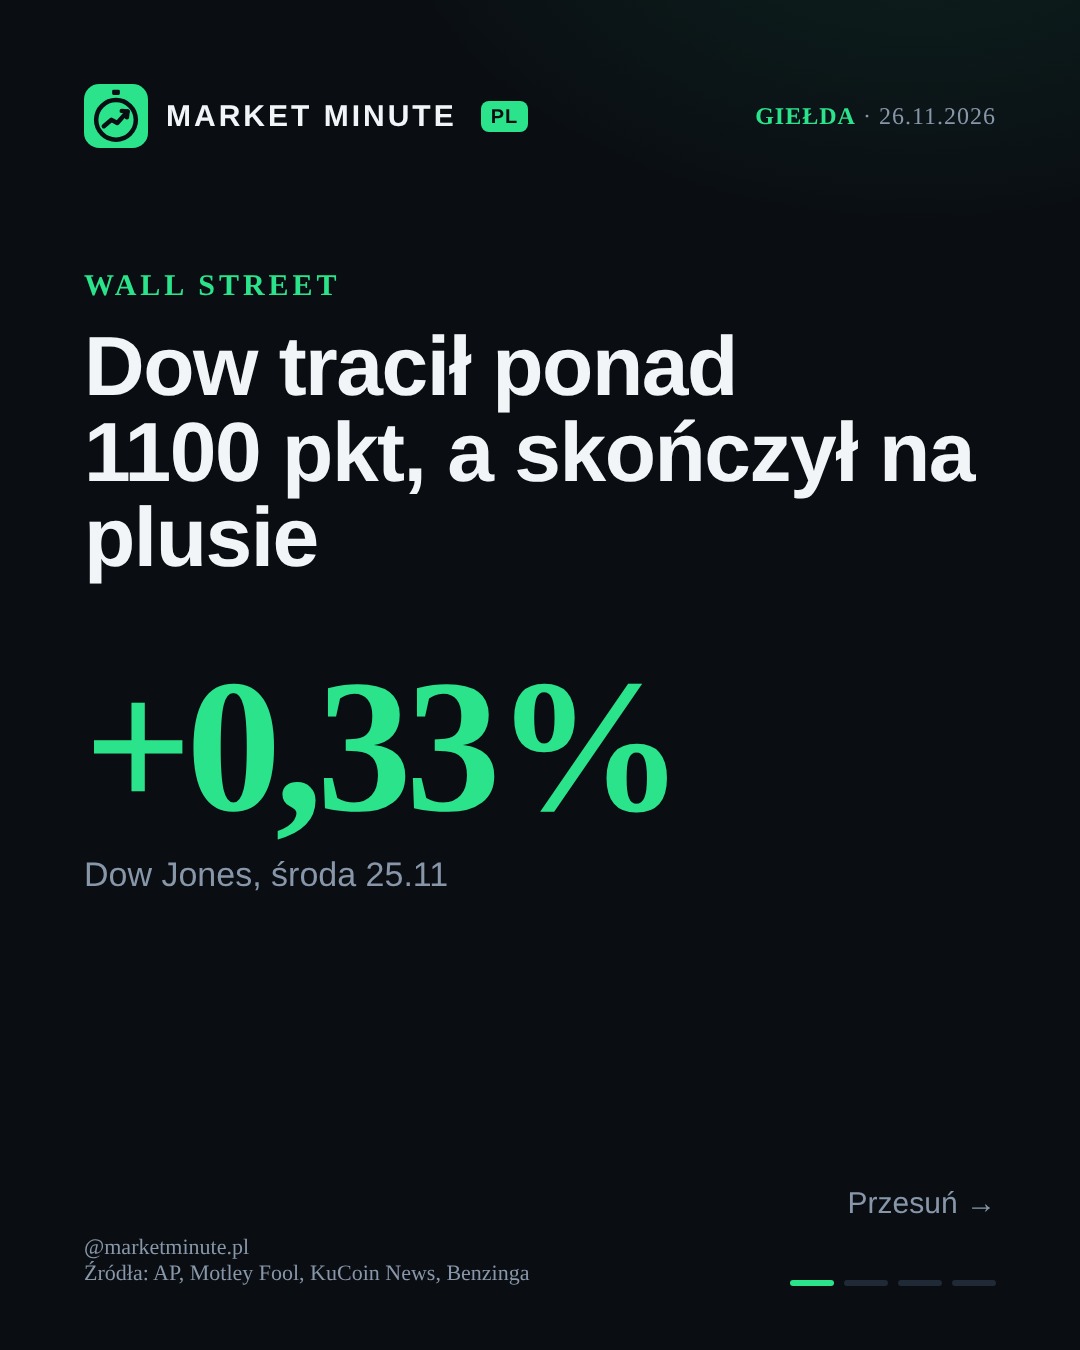 MARKET MINUTE PL
GIEŁDA · 26.11.2026
WALL STREET
Dow tracił ponad
1100 pkt, a skończył na
plusie
+0,33%
Dow Jones, środa 25.11
Przesuń →
@marketminute.pl
Źródła: AP, Motley Fool, KuCoin News, Benzinga